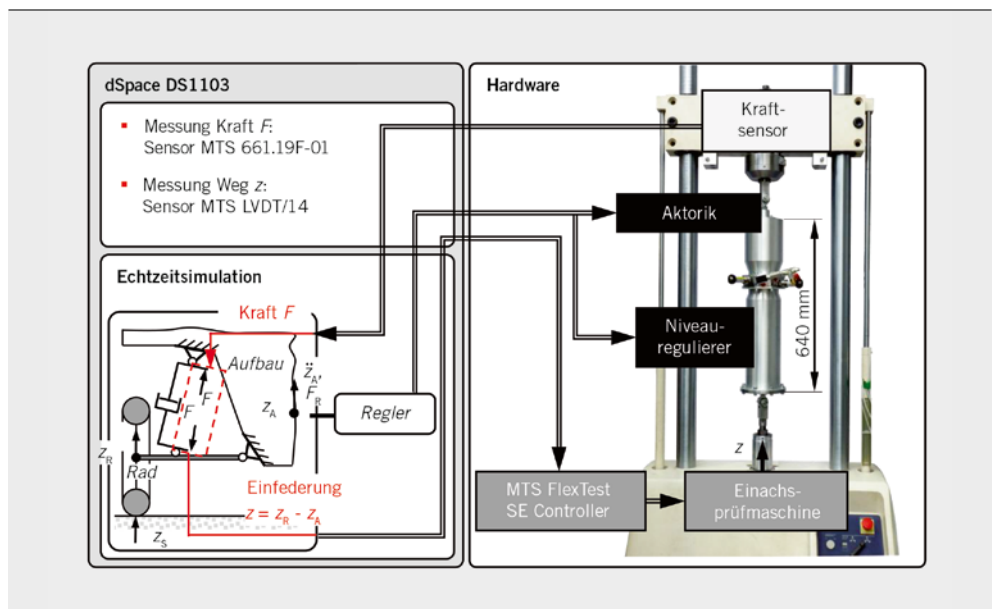 dSpace DS1103
Messung Kraft F:
Sensor MTS 661.19F-01
Messung Weg z:
Sensor MTS LVDT/14
Echtzeitsimulation
Kraft F
Aufbau
z̈A,
FR
zA
F
F
zR
Rad
Regler
Einfederung
z = zR - zA
zS
Hardware
Kraft-
sensor
Aktorik
640 mm
Niveau-
regulierer
z
MTS FlexTest
SE Controller
Einachs-
prüfmaschine